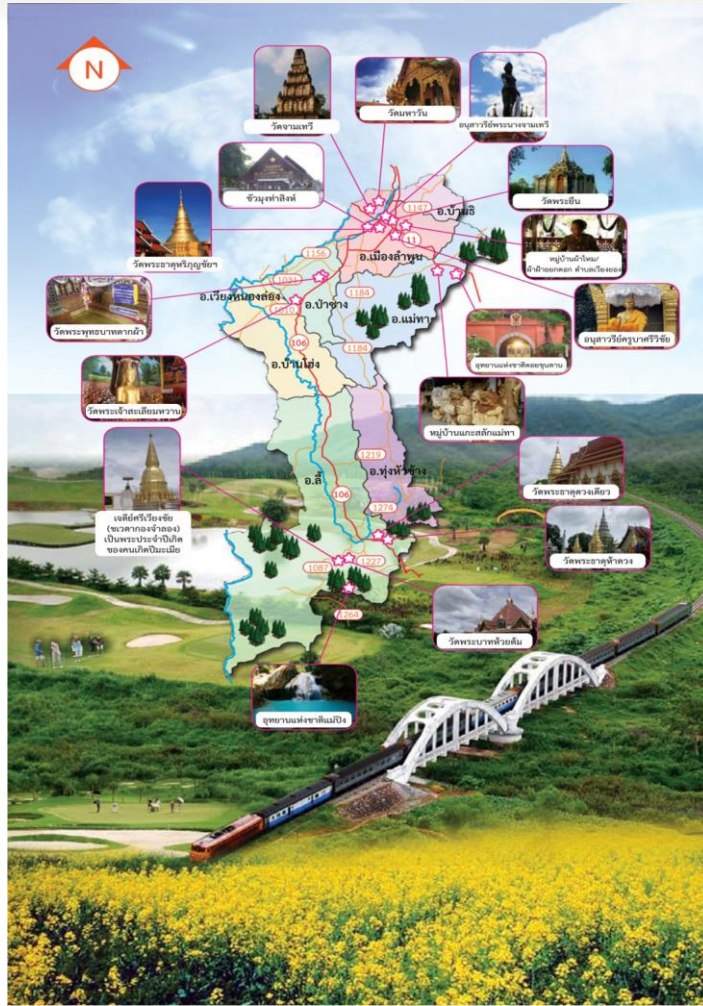 N
วัดจามเทวี
วัดมหาวัน
อนุสาวรีย์พระนางจามเทวี
ขัวมุงท่าสิงห์
วัดพระยืน
วัดพระธาตุหริภุญชัยฯ
หมู่บ้านผ้าไหม/
ผ้าฝ้ายยกดอก ตำบลเวียงยอง
1147
อ.บ้านธิ
11
1156
อ.เมืองลำพูน
วัดพระพุทธบาทตากผ้า
1031
อ.เวียงหนองล่อง
อ.ป่าซาง
1184
1010
อ.แม่ทา
อนุสาวรีย์ครูบาศรีวิชัย
106
1184
อ.บ้านโฮ่ง
อุทยานแห่งชาติดอยขุนตาน
วัดพระเจ้าสะเลียมหวาน
หมู่บ้านแกะสลักแม่ทา
1219
อ.ทุ่งหัวช้าง
อ.ลี้
106
1274
วัดพระธาตุดวงเดียว
เจดีย์ศรีเวียงชัย
(ชเวดากองจำลอง)
เป็นพระประจำปีเกิด
ของคนเกิดปีมะเมีย
วัดพระธาตุห้าดวง
1087
1227
1264
วัดพระบาทห้วยต้ม
อุทยานแห่งชาติแม่ปิง